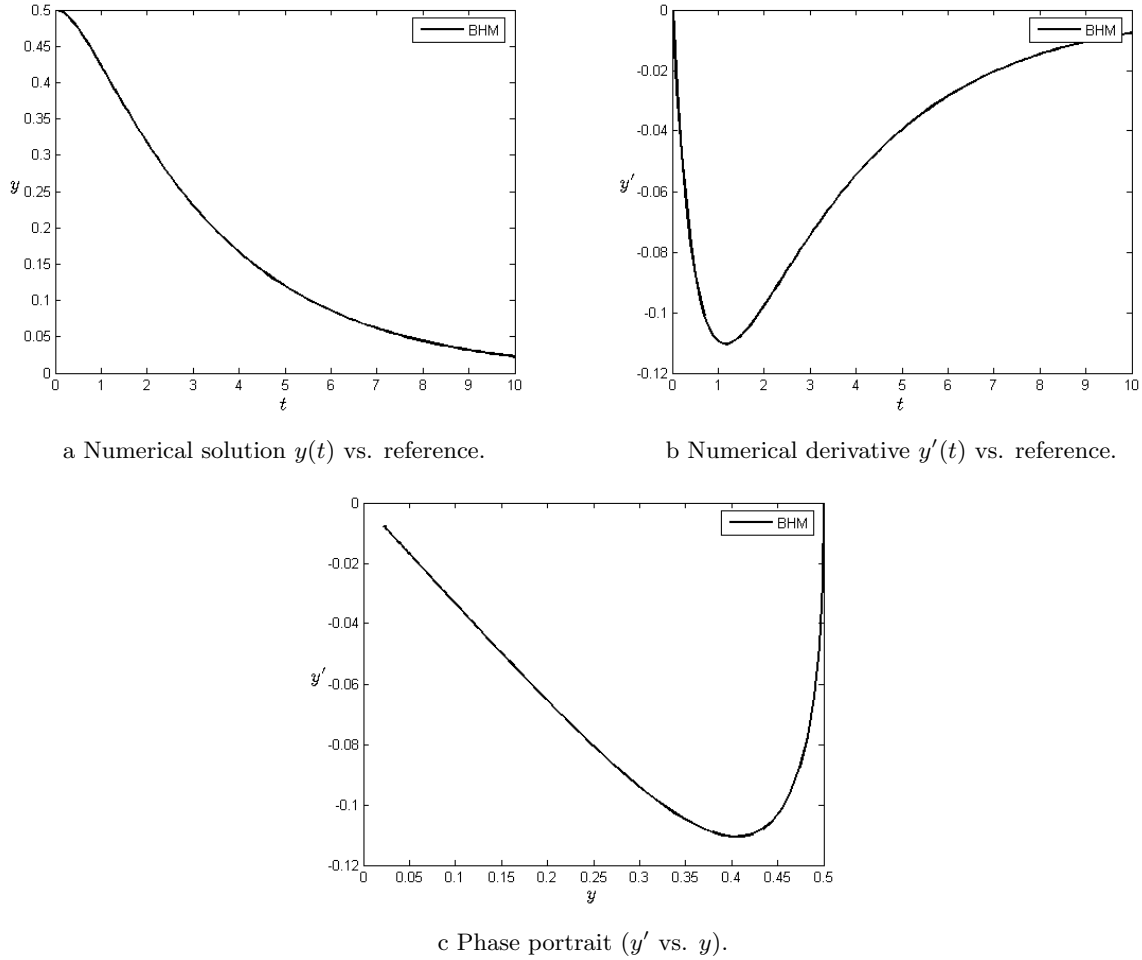 0.5
0.45
0.4
0.35
0.3
0.25
0.2
0.15
0.1
0.05
0
y
BHM
0 1 2 3 4 5 6 7 8 9 10
t
a Numerical solution y(t) vs. reference.
0
-0.02
-0.04
-0.06
-0.08
-0.1
-0.12
y′
BHM
0 1 2 3 4 5 6 7 8 9 10
t
b Numerical derivative y′(t) vs. reference.
0
-0.02
-0.04
-0.06
-0.08
-0.1
-0.12
y′
BHM
0 0.05 0.1 0.15 0.2 0.25 0.3 0.35 0.4 0.45 0.5
y
c Phase portrait (y′ vs. y).